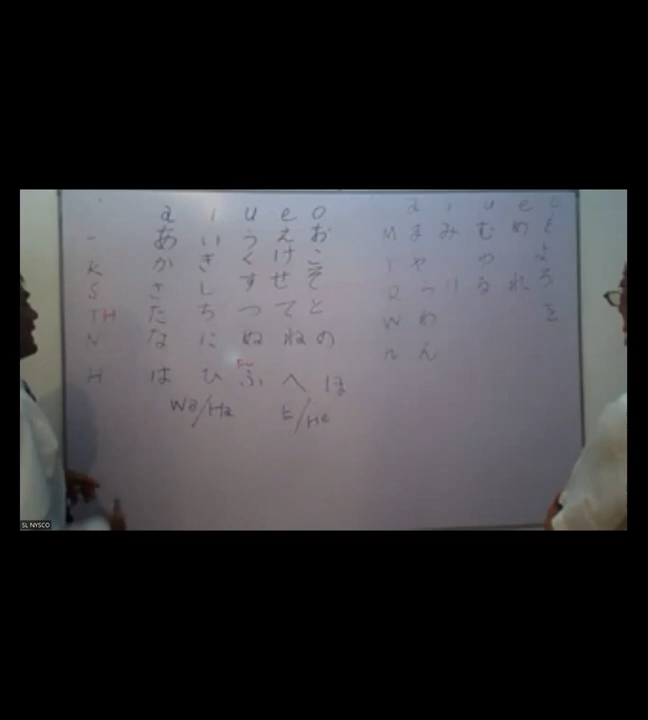 a i u e o
- あ い う え お
K か き く け こ
S さ し す せ そ
TH た ち つ て と
N な に ぬ ね の
H は ひ ふ へ ほ
Wa/Ha E/He
a i u e o
M ま み む め も
Y や ゆ よ
R ら り る れ ろ
W わ を
n ん
SL NYSCO